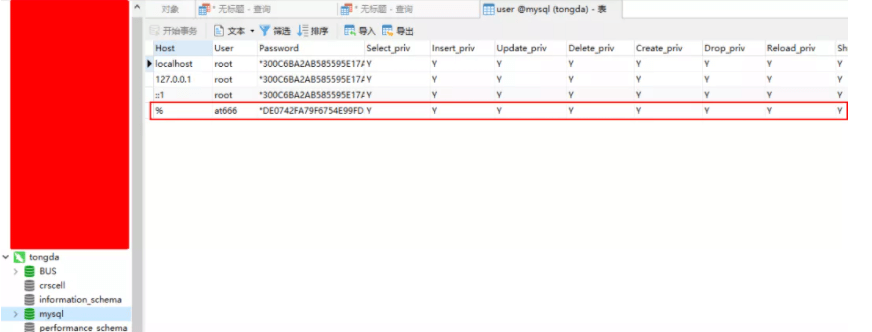 对象 * 无标题 - 查询 * 无标题 - 查询 user @mysql (tongda) - 表
开始事务 文本 筛选 排序 导入 导出
Host User Password Select_priv Insert_priv Update_priv Delete_priv Create_priv Drop_priv Reload_priv Sh
localhost root *300C6BA2AB585595E17A Y Y Y Y Y Y Y Y
127.0.0.1 root *300C6BA2AB585595E17A Y Y Y Y Y Y Y Y
::1 root *300C6BA2AB585595E17A Y Y Y Y Y Y Y Y
% at666 *DE0742FA79F6754E99FD Y Y Y Y Y Y Y Y
tongda
BUS
crscell
information_schema
mysql
performance_schema